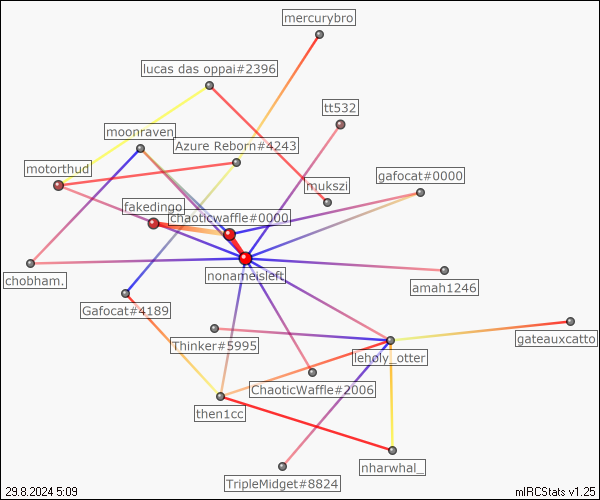 mercurybro
lucas das oppai#2396
tt532
moonraven
Azure Reborn#4243
motorthud
gafocat#0000
mukszi
fakedingo
chaoticwaffle#0000
nonameisleft
chobham.
amah1246
Gafocat#4189
Thinker#5995
gateauxcatto
leholy_otter
ChaoticWaffle#2006
then1cc
nharwhal_
TripleMidget#8824
29.8.2024 5:09
mIRCStats v1.25